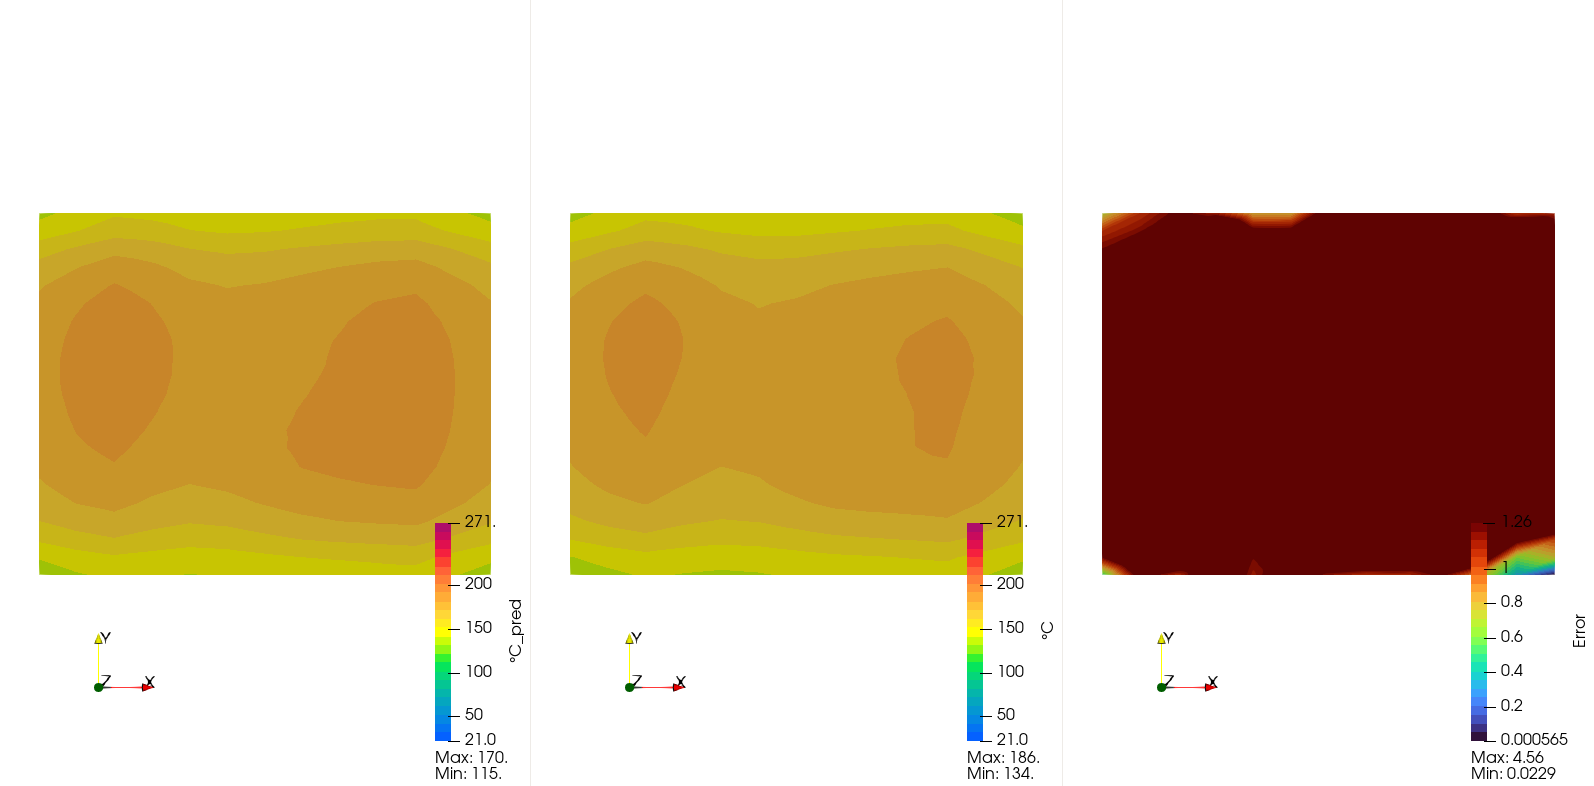 271.
200
150
100
50
21.0
°C_pred
Max: 170.
Min: 115.
Y
Z
X
271.
200
150
100
50
21.0
°C
Max: 186.
Min: 134.
Y
Z
X
1.26
1
0.8
0.6
0.4
0.2
0.000565
Error
Max: 4.56
Min: 0.0229
Y
Z
X